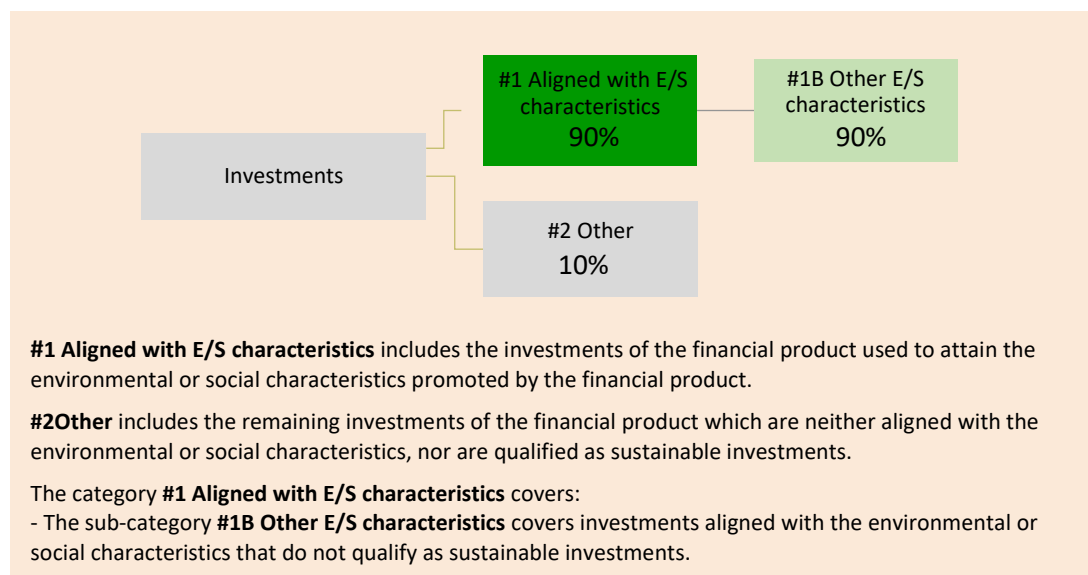 #1 Aligned with E/S
characteristics
90%
#1B Other E/S
characteristics
90%
Investments
#2 Other
10%
#1 Aligned with E/S characteristics includes the investments of the financial product used to attain the
environmental or social characteristics promoted by the financial product.
#2Other includes the remaining investments of the financial product which are neither aligned with the
environmental or social characteristics, nor are qualified as sustainable investments.
The category #1 Aligned with E/S characteristics covers:
- The sub-category #1B Other E/S characteristics covers investments aligned with the environmental or
social characteristics that do not qualify as sustainable investments.